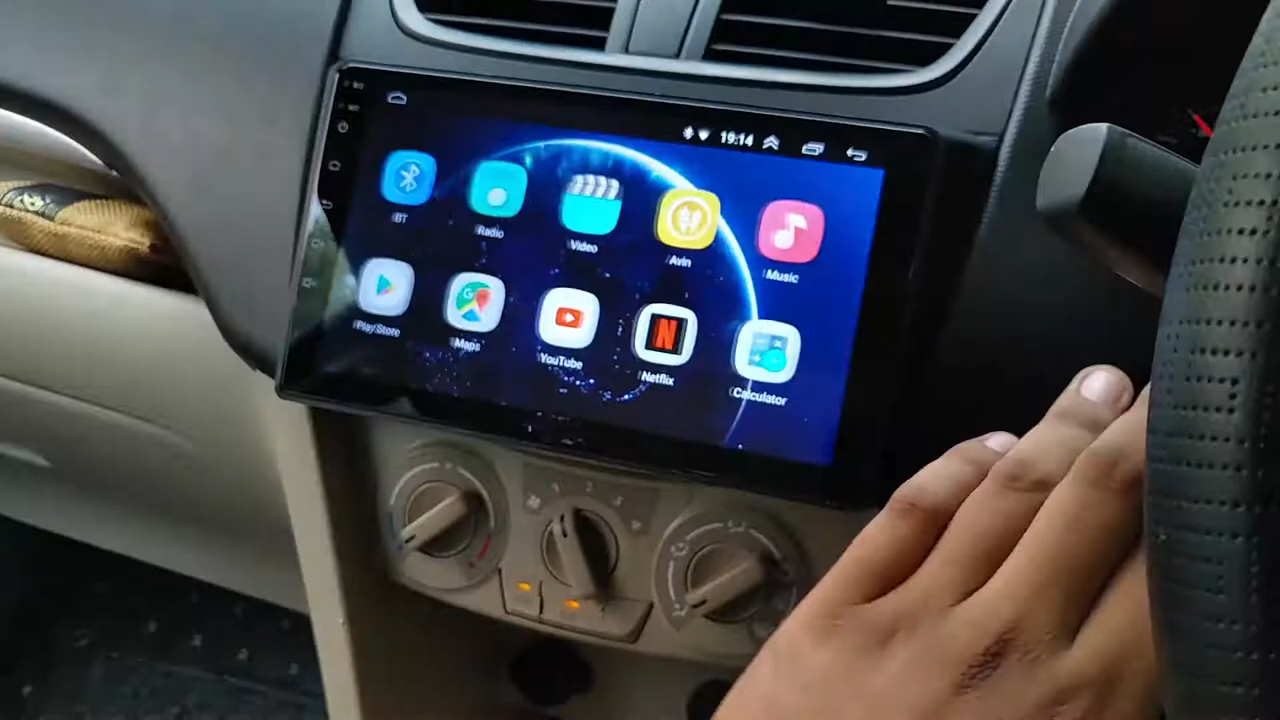 19:14
BT
Radio
Video
Avin
Music
Play Store
Maps
YouTube
Netflix
Calculator
N